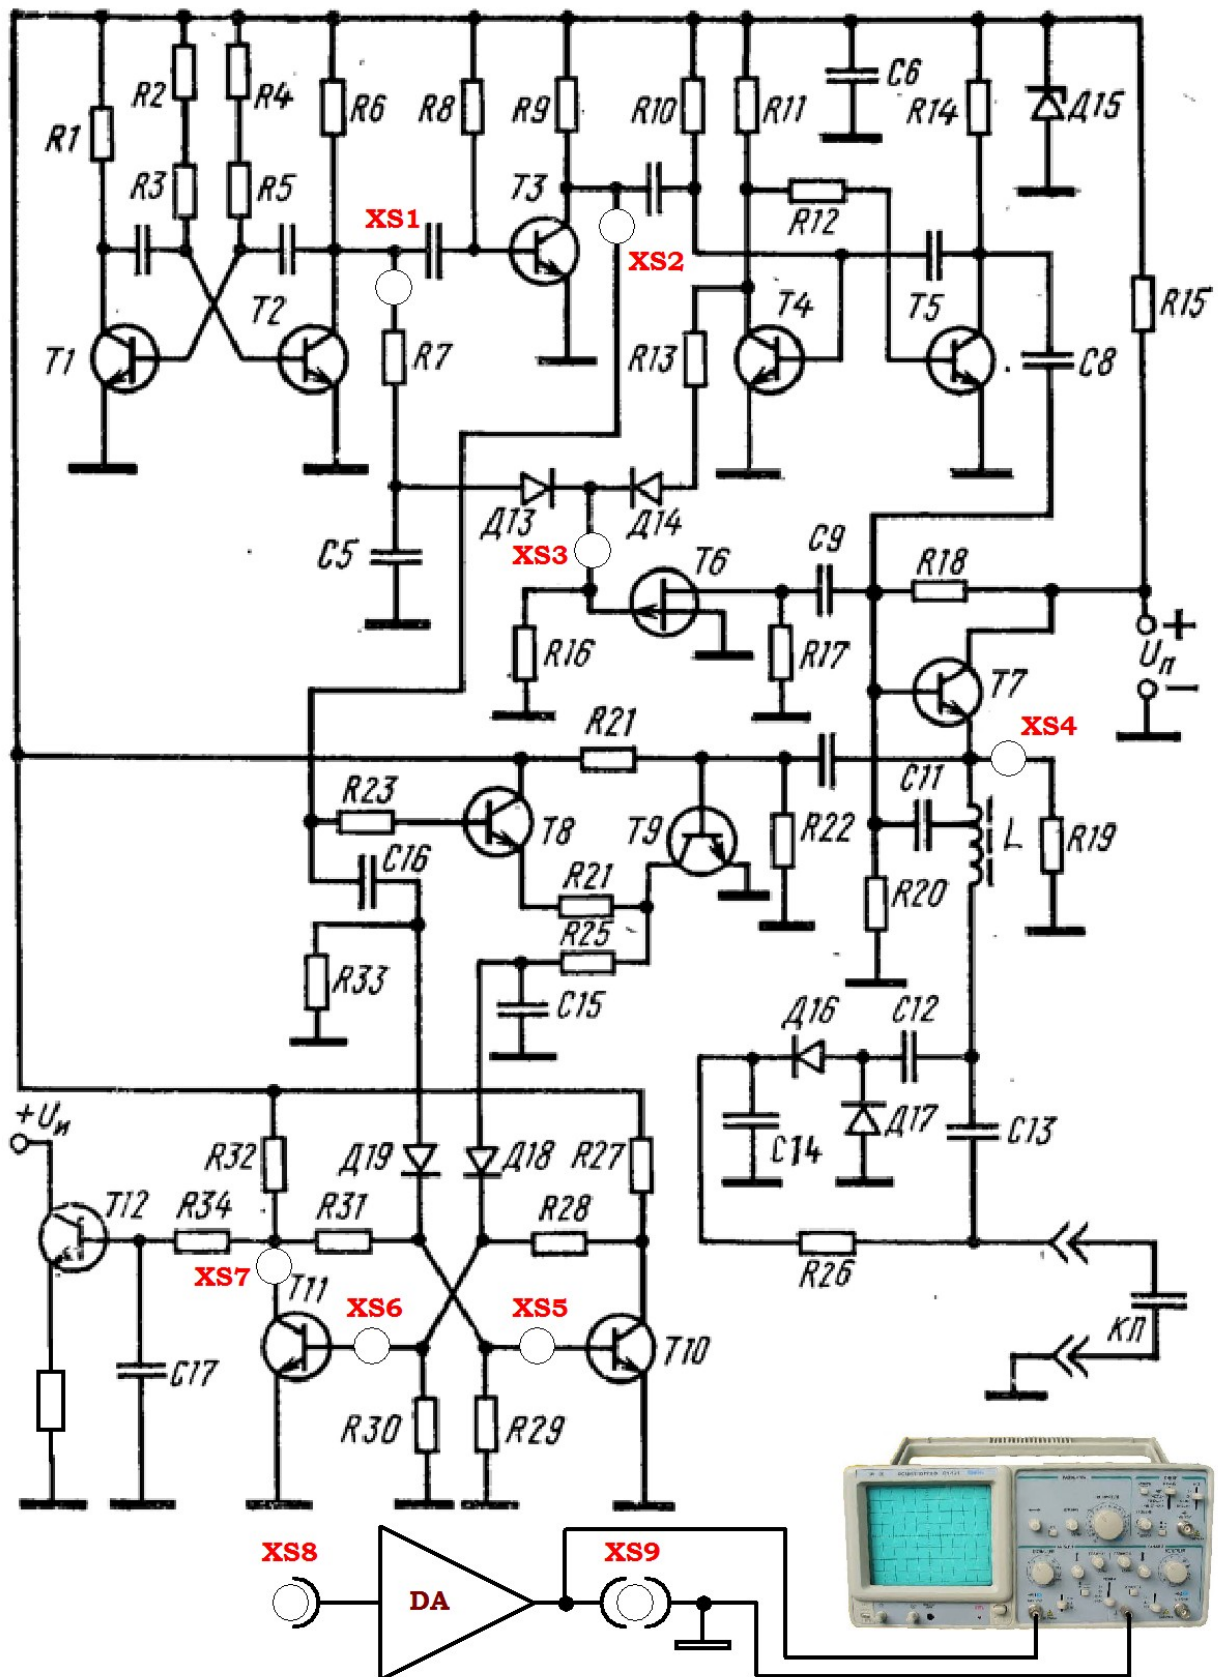 C6
R2
R4
R6
R8
R9
R10
R11
R14
Д15
R1
R3
R5
T3
R12
XS1
XS2
T2
T4
T5
R15
T1
R7
R13
C8
Д13
Д14
C5
XS3
T6
C9
R18
R16
R17
+
Uп
−
T7
R21
XS4
R23
T8
T9
R22
C11
L
R19
C16
R21
R20
R25
R33
C15
Д16
C12
+Uи
R32
Д19
Д18
R27
C14
Д17
C13
T12
R34
R31
R28
R26
XS7
T11
XS6
XS5
T10
КП
C17
R30
R29
XS8
XS9
DA